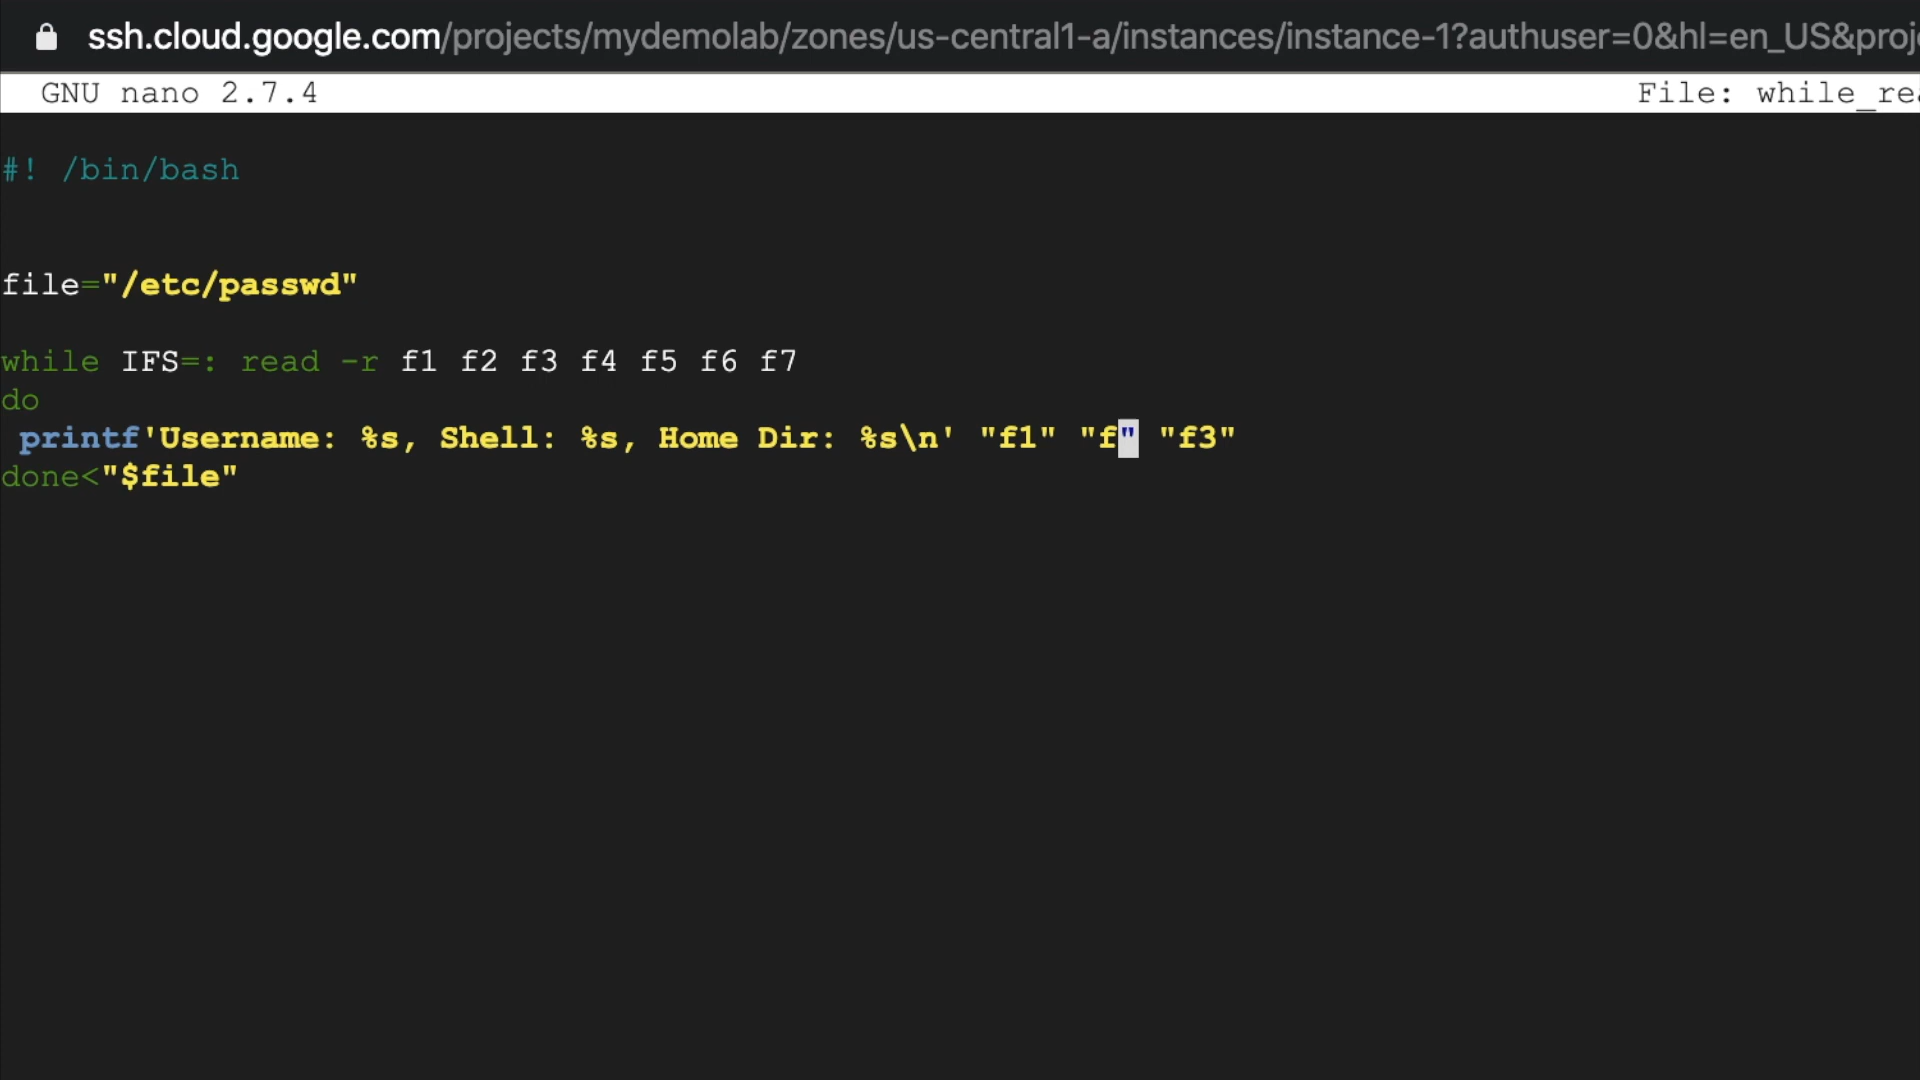 ssh.cloud.google.com/projects/mydemolab/zones/us-central1-a/instances/instance-1?authuser=0&hl=en_US&proj
GNU nano 2.7.4 File: while_rea
#! /bin/bash
file="/etc/passwd"
while IFS=: read -r f1 f2 f3 f4 f5 f6 f7
do
printf'Username: %s, Shell: %s, Home Dir: %s\n' "f1" "f" "f3"
done<"$file"